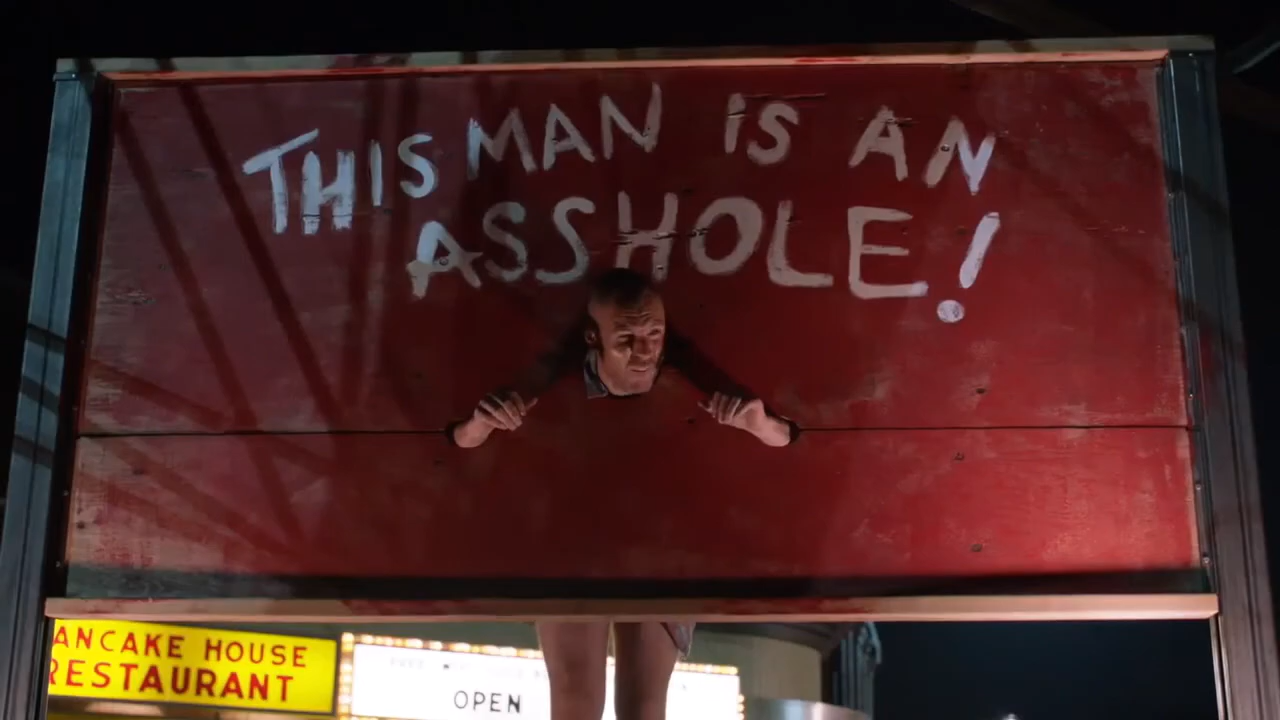 THIS MAN IS AN
ASSHOLE!
ANCAKE HOUSE
RESTAURANT
OPEN